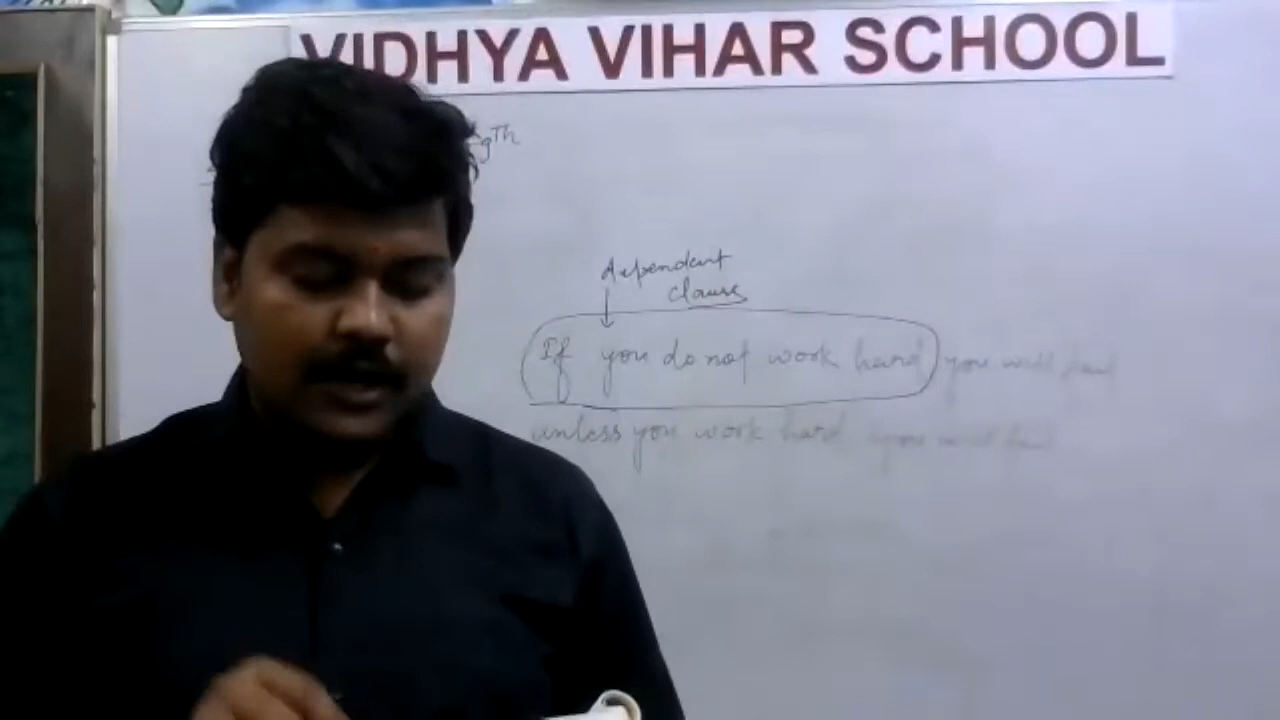 VIDHYA VIHAR SCHOOL
9th
dependent
clause
If you do not work hard you will fail
unless you work hard you will fail